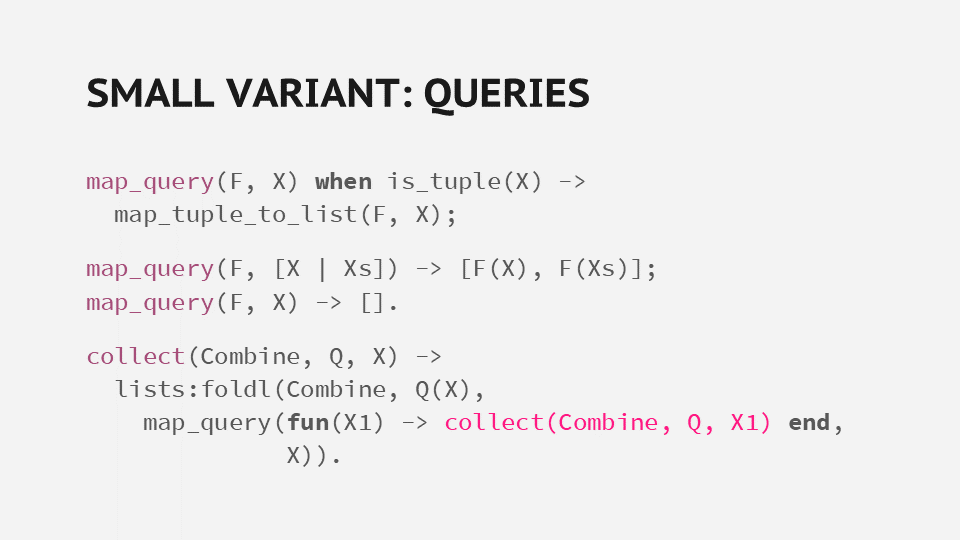 SMALL VARIANT: QUERIES
map_query(F, X) when is_tuple(X) ->
  map_tuple_to_list(F, X);
map_query(F, [X | Xs]) -> [F(X), F(Xs)];
map_query(F, X) -> [].
collect(Combine, Q, X) ->
  lists:foldl(Combine, Q(X),
    map_query(fun(X1) -> collect(Combine, Q, X1) end,
              X)).